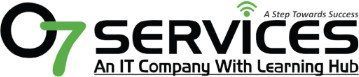 A Step Towards Success
O7 SERVICES
An IT Company With Learning Hub